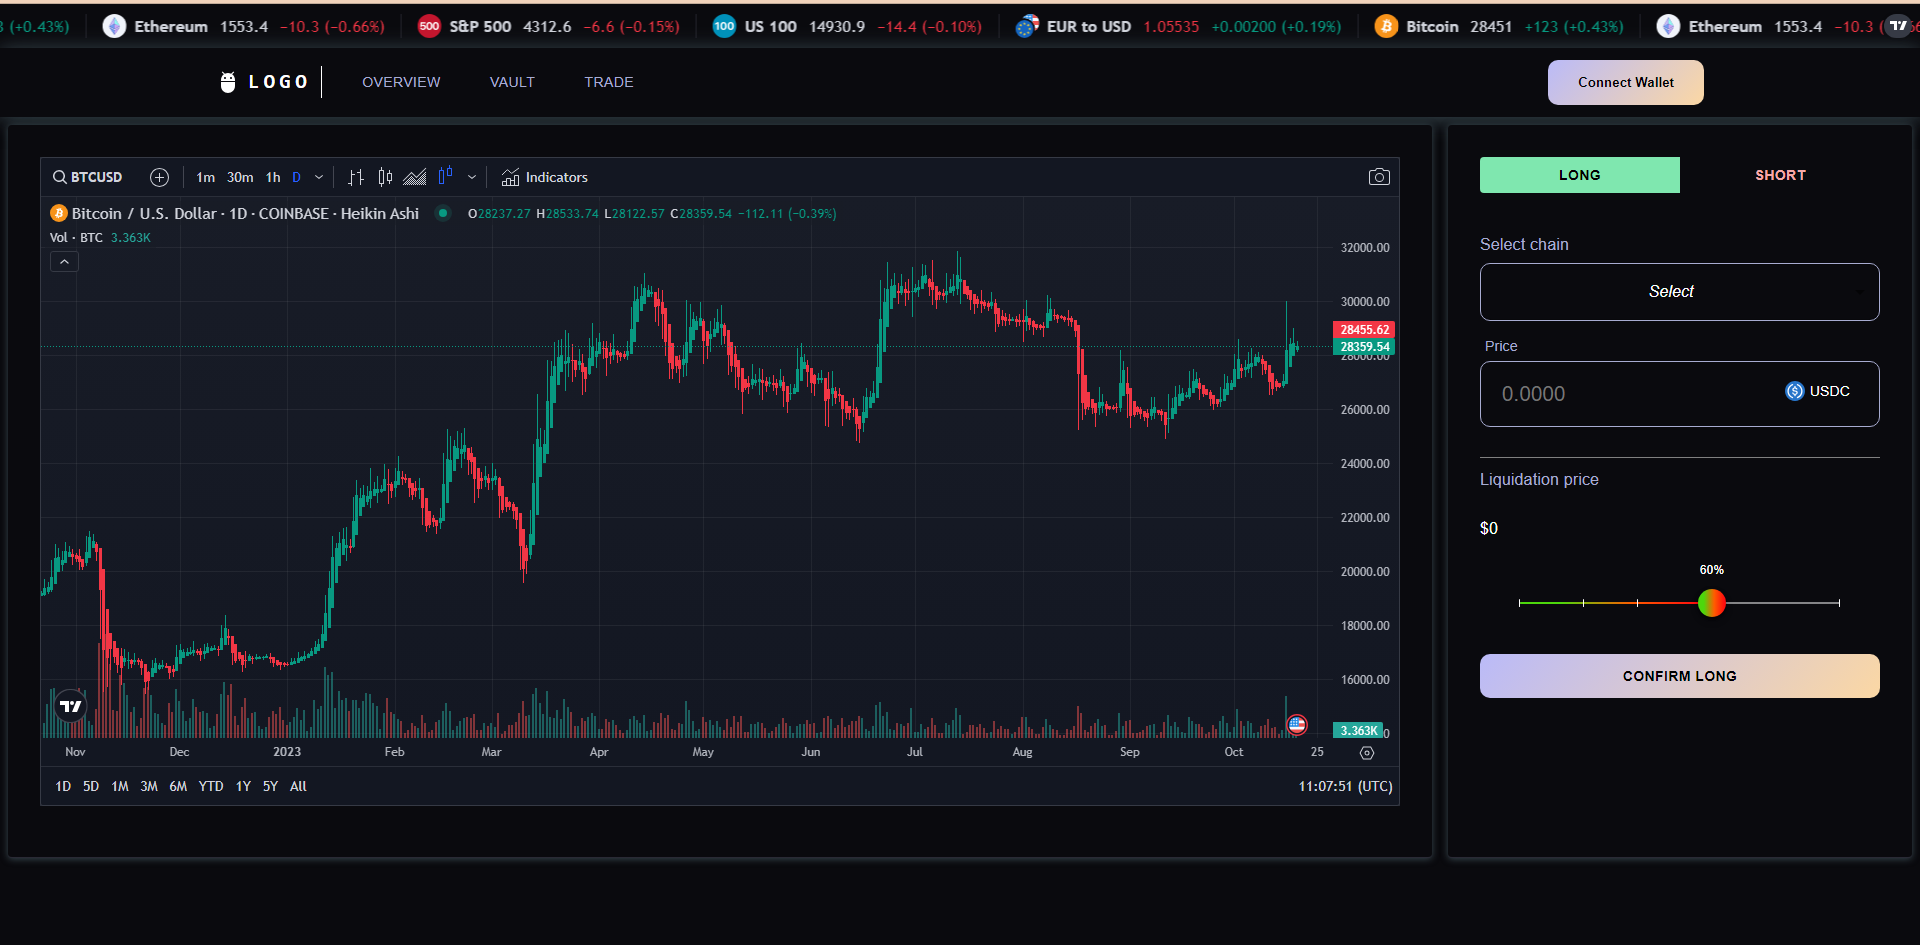 3 (+0.43%) Ethereum 1553.4 −10.3 (−0.66%) 500 S&P 500 4312.6 −6.6 (−0.15%) 100 US 100 14930.9 −14.4 (−0.10%) EUR to USD 1.05535 +0.00200 (+0.19%) Bitcoin 28451 +123 (+0.43%) Ethereum 1553.4 −10.3
LOGO OVERVIEW VAULT TRADE Connect Wallet
BTCUSD 1m 30m 1h D Indicators
Bitcoin / U.S. Dollar · 1D · COINBASE · Heikin Ashi O28237.27 H28533.74 L28122.57 C28359.54 −112.11 (−0.39%)
Vol · BTC 3.363K
32000.00
30000.00
28455.62
28359.54
28000.00
26000.00
24000.00
22000.00
20000.00
18000.00
16000.00
3.363K 0
Nov Dec 2023 Feb Mar Apr May Jun Jul Aug Sep Oct 25
1D 5D 1M 3M 6M YTD 1Y 5Y All 11:07:51 (UTC)
LONG SHORT
Select chain
Select
Price
0.0000 USDC
Liquidation price
$0
60%
CONFIRM LONG